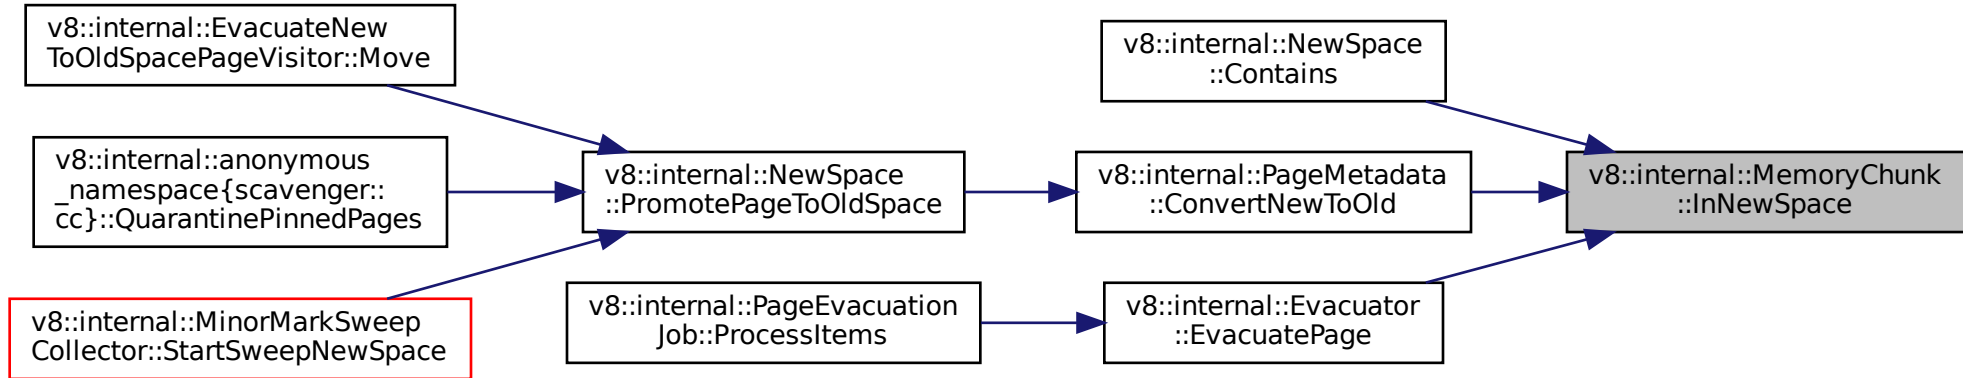 v8::internal::EvacuateNew
ToOldSpacePageVisitor::Move
v8::internal::anonymous
_namespace{scavenger::
cc}::QuarantinePinnedPages
v8::internal::MinorMarkSweep
Collector::StartSweepNewSpace
v8::internal::NewSpace
::PromotePageToOldSpace
v8::internal::PageEvacuation
Job::ProcessItems
v8::internal::NewSpace
::Contains
v8::internal::PageMetadata
::ConvertNewToOld
v8::internal::Evacuator
::EvacuatePage
v8::internal::MemoryChunk
::InNewSpace